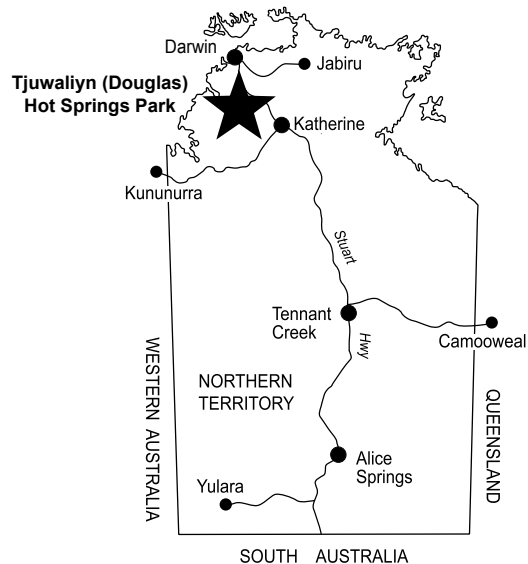 Darwin
Jabiru
Tjuwaliyn (Douglas)
Hot Springs Park
Katherine
Kununurra
Stuart
Tennant
Creek
Hwy
Camooweal
WESTERN AUSTRALIA
NORTHERN
TERRITORY
QUEENSLAND
Alice
Springs
Yulara
SOUTH AUSTRALIA